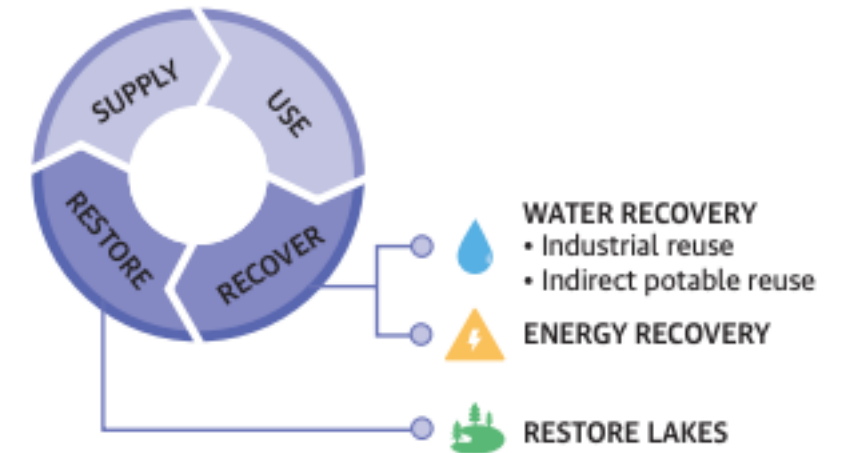 SUPPLY
USE
RESTORE
RECOVER
WATER RECOVERY
• Industrial reuse
• Indirect potable reuse
ENERGY RECOVERY
RESTORE LAKES